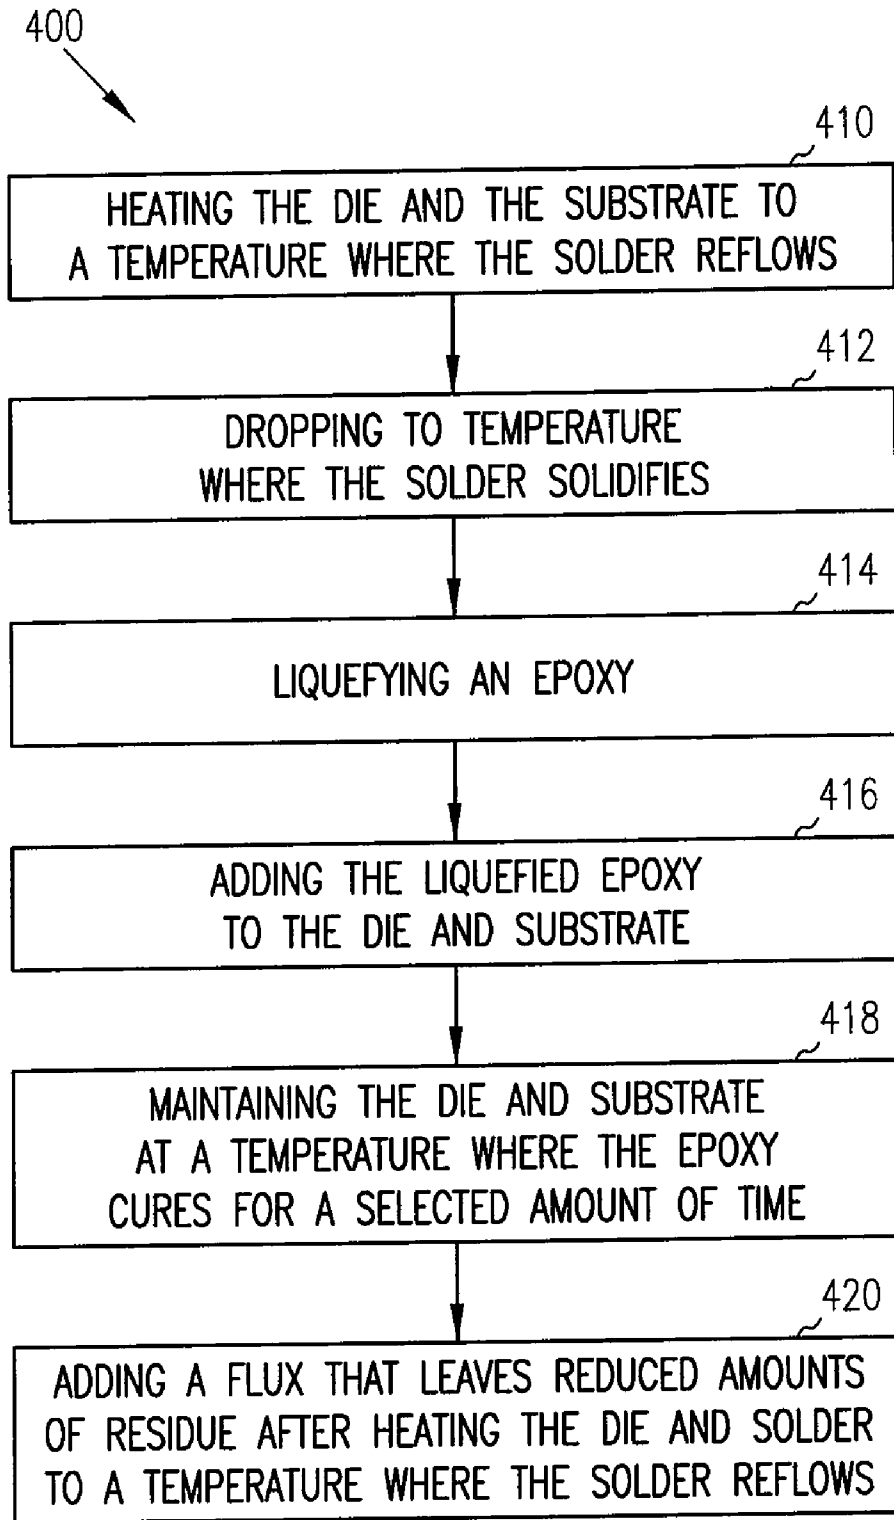 400
410
HEATING THE DIE AND THE SUBSTRATE TO
A TEMPERATURE WHERE THE SOLDER REFLOWS
412
DROPPING TO TEMPERATURE
WHERE THE SOLDER SOLIDIFIES
414
LIQUEFYING AN EPOXY
416
ADDING THE LIQUEFIED EPOXY
TO THE DIE AND SUBSTRATE
418
MAINTAINING THE DIE AND SUBSTRATE
AT A TEMPERATURE WHERE THE EPOXY
CURES FOR A SELECTED AMOUNT OF TIME
420
ADDING A FLUX THAT LEAVES REDUCED AMOUNTS
OF RESIDUE AFTER HEATING THE DIE AND SOLDER
TO A TEMPERATURE WHERE THE SOLDER REFLOWS